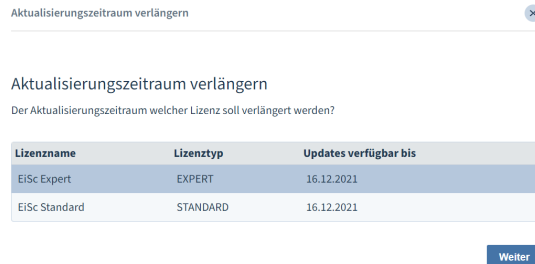 Aktualisierungszeitraum verlängern
Aktualisierungszeitraum verlängern
Der Aktualisierungszeitraum welcher Lizenz soll verlängert werden?
Lizenzname Lizenztyp Updates verfügbar bis
EiSc Expert EXPERT 16.12.2021
EiSc Standard STANDARD 16.12.2021
Weiter